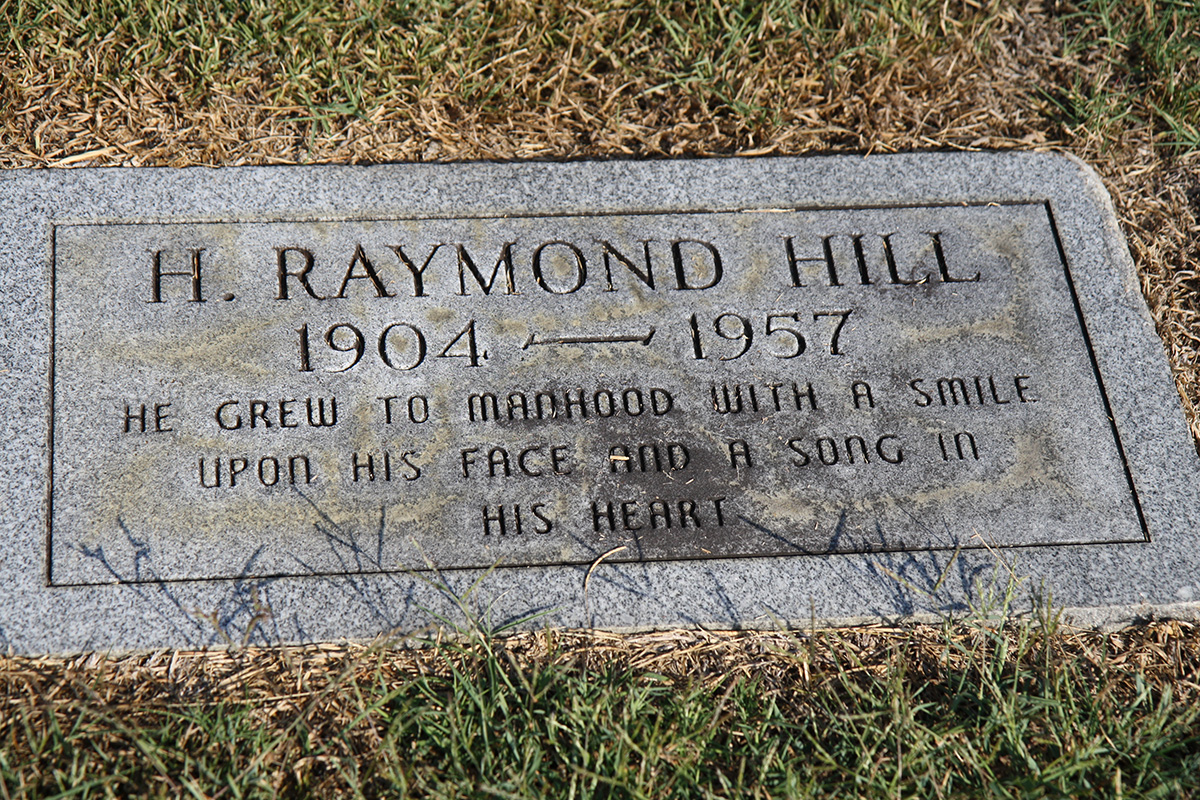 H. RAYMOND HILL
1904 — 1957
HE GREW TO MANHOOD WITH A SMILE
UPON HIS FACE AND A SONG IN
HIS HEART